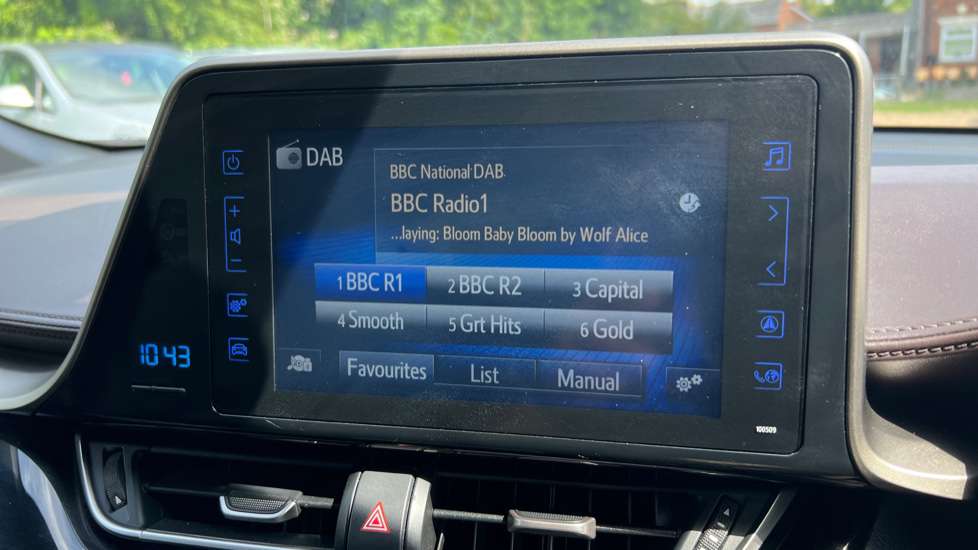 DAB
BBC National DAB
BBC Radio1
...laying: Bloom Baby Bloom by Wolf Alice
1 BBC R1 2 BBC R2 3 Capital
4 Smooth 5 Grt Hits 6 Gold
10:43
Favourites List Manual
100509